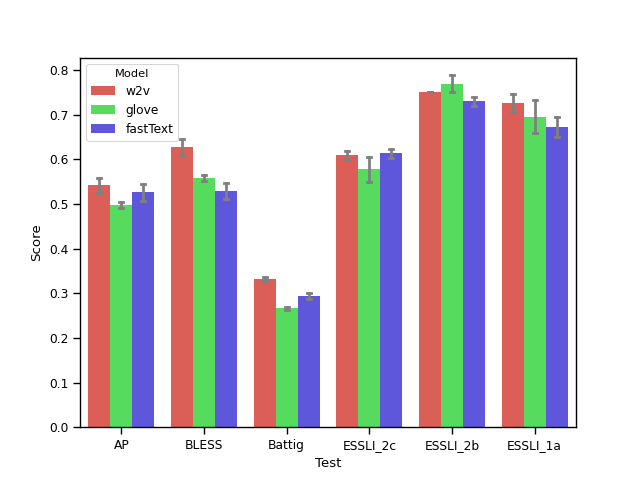 Model
w2v
glove
fastText
Score
0.8
0.7
0.6
0.5
0.4
0.3
0.2
0.1
0.0
AP BLESS Battig ESSLI_2c ESSLI_2b ESSLI_1a
Test